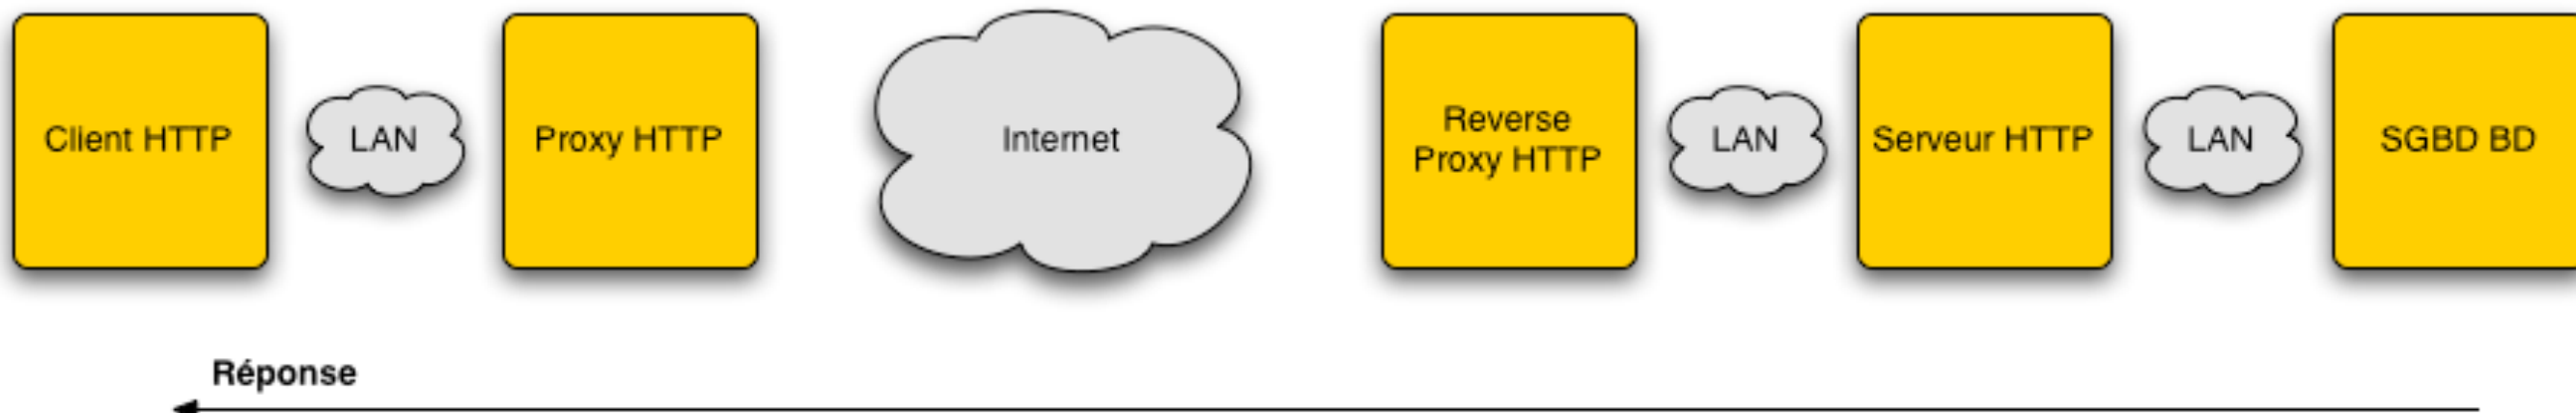 Client HTTP
LAN
Proxy HTTP
Internet
Reverse
Proxy HTTP
LAN
Serveur HTTP
LAN
SGBD BD
Réponse